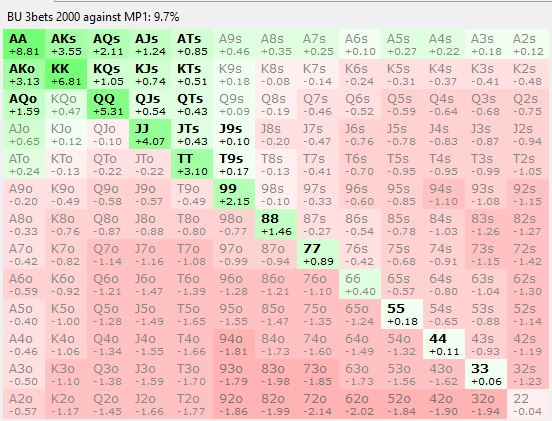 BU 3bets 2000 against MP1: 9.7%
AA AKs AQs AJs ATs A9s A8s A7s A6s A5s A4s A3s A2s
+8.81 +3.55 +2.11 +1.24 +0.85 +0.46 +0.35 +0.25 +0.10 +0.27 +0.22 +0.18 +0.12
AKo KK KQs KJs KTs K9s K8s K7s K6s K5s K4s K3s K2s
+3.13 +6.81 +1.05 +0.74 +0.51 +0.18 -0.08 -0.14 -0.24 -0.31 -0.37 -0.41 -0.48
AQo KQo QQ QJs QTs Q9s Q8s Q7s Q6s Q5s Q4s Q3s Q2s
+1.59 +0.47 +5.31 +0.54 +0.43 +0.09 -0.19 -0.46 -0.52 -0.59 -0.64 -0.68 -0.75
AJo KJo QJo JJ JTs J9s J8s J7s J6s J5s J4s J3s J2s
+0.65 +0.12 -0.10 +4.07 +0.43 +0.10 -0.20 -0.47 -0.76 -0.78 -0.83 -0.87 -0.94
ATo KTo QTo JTo TT T9s T8s T7s T6s T5s T4s T3s T2s
+0.24 -0.13 -0.22 -0.22 +3.10 +0.17 -0.13 -0.41 -0.70 -0.95 -0.95 -0.99 -1.05
A9o K9o Q9o J9o T9o 99 98s 97s 96s 95s 94s 93s 92s
-0.20 -0.49 -0.58 -0.57 -0.49 +2.15 -0.10 -0.33 -0.60 -0.85 -1.10 -1.08 -1.15
A8o K8o Q8o J8o T8o 98o 88 87s 86s 85s 84s 83s 82s
-0.33 -0.76 -0.87 -0.88 -0.80 -0.77 +1.46 -0.27 -0.54 -0.78 -1.03 -1.26 -1.27
A7o K7o Q7o J7o T7o 97o 87o 77 76s 75s 74s 73s 72s
-0.42 -0.82 -1.14 -1.16 -1.08 -0.99 -0.94 +0.89 -0.42 -0.68 -0.91 -1.15 -1.42
A6o K6o Q6o J6o T6o 96o 86o 76o 66 65s 64s 63s 62s
-0.59 -0.92 -1.21 -1.47 -1.39 -1.28 -1.21 -1.10 +0.40 -0.57 -0.80 -1.04 -1.30
A5o K5o Q5o J5o T5o 95o 85o 75o 65o 55 54s 53s 52s
-0.40 -1.00 -1.28 -1.49 -1.65 -1.55 -1.47 -1.35 -1.24 +0.18 -0.65 -0.88 -1.14
A4o K4o Q4o J4o T4o 94o 84o 74o 64o 54o 44 43s 42s
-0.46 -1.06 -1.34 -1.55 -1.66 -1.81 -1.73 -1.60 -1.49 -1.32 +0.11 -0.93 -1.19
A3o K3o Q3o J3o T3o 93o 83o 73o 63o 53o 43o 33 32s
-0.50 -1.10 -1.38 -1.59 -1.70 -1.79 -1.98 -1.85 -1.73 -1.56 -1.62 +0.06 -1.23
A2o K2o Q2o J2o T2o 92o 82o 72o 62o 52o 42o 32o 22
-0.57 -1.17 -1.45 -1.66 -1.77 -1.86 -1.99 -2.14 -2.02 -1.84 -1.90 -1.94 -0.04